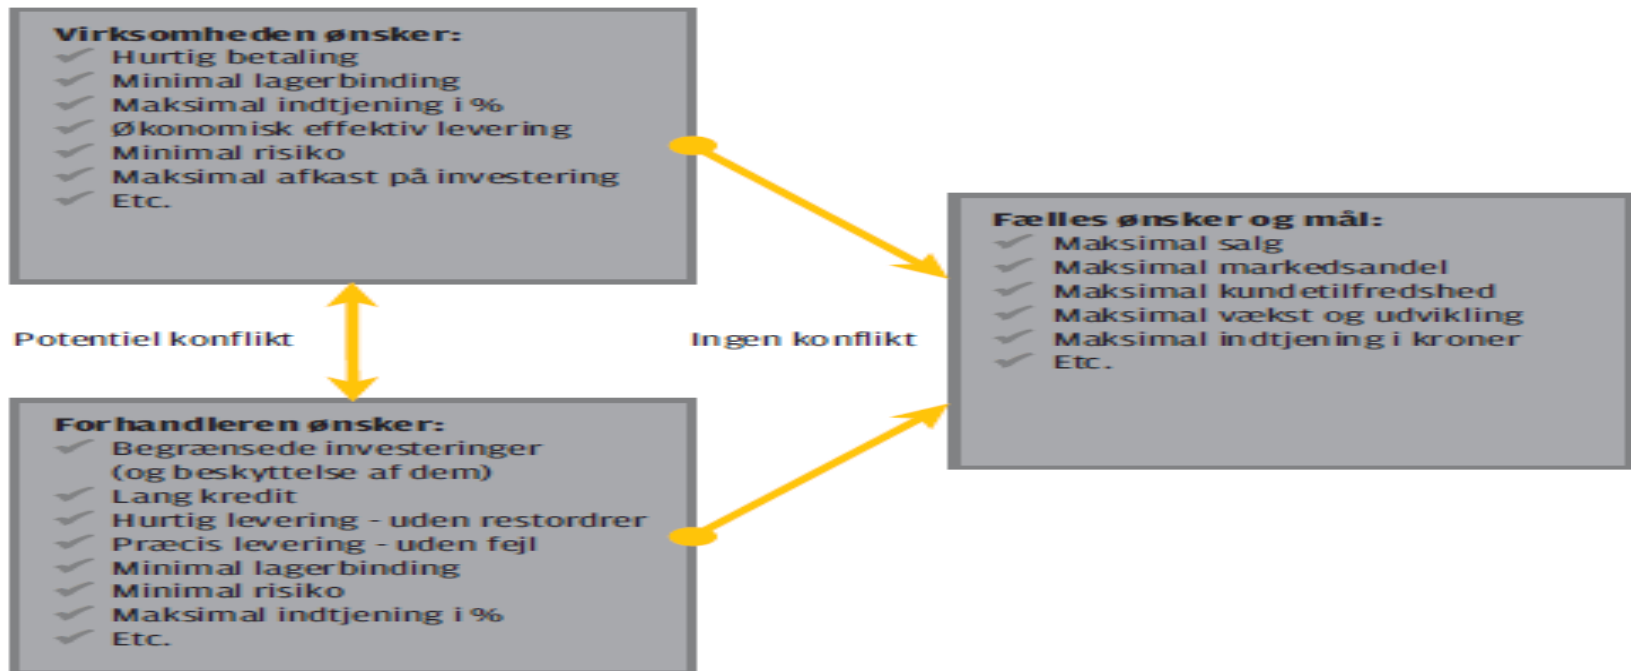 Virksomheden ønsker:
Hurtig betaling
Minimal lagerbinding
Maksimal indtjening i %
Økonomisk effektiv levering
Minimal risiko
Maksimal afkast på investering
Etc.
Potentiel konflikt
Ingen konflikt
Forhandleren ønsker:
Begrænsede investeringer
(og beskyttelse af dem)
Lang kredit
Hurtig levering - uden restordrer
Præcis levering - uden fejl
Minimal lagerbinding
Minimal risiko
Maksimal indtjening i %
Etc.
Fælles ønsker og mål:
Maksimal salg
Maksimal markedsandel
Maksimal kundetilfredshed
Maksimal vækst og udvikling
Maksimal indtjening i kroner
Etc.